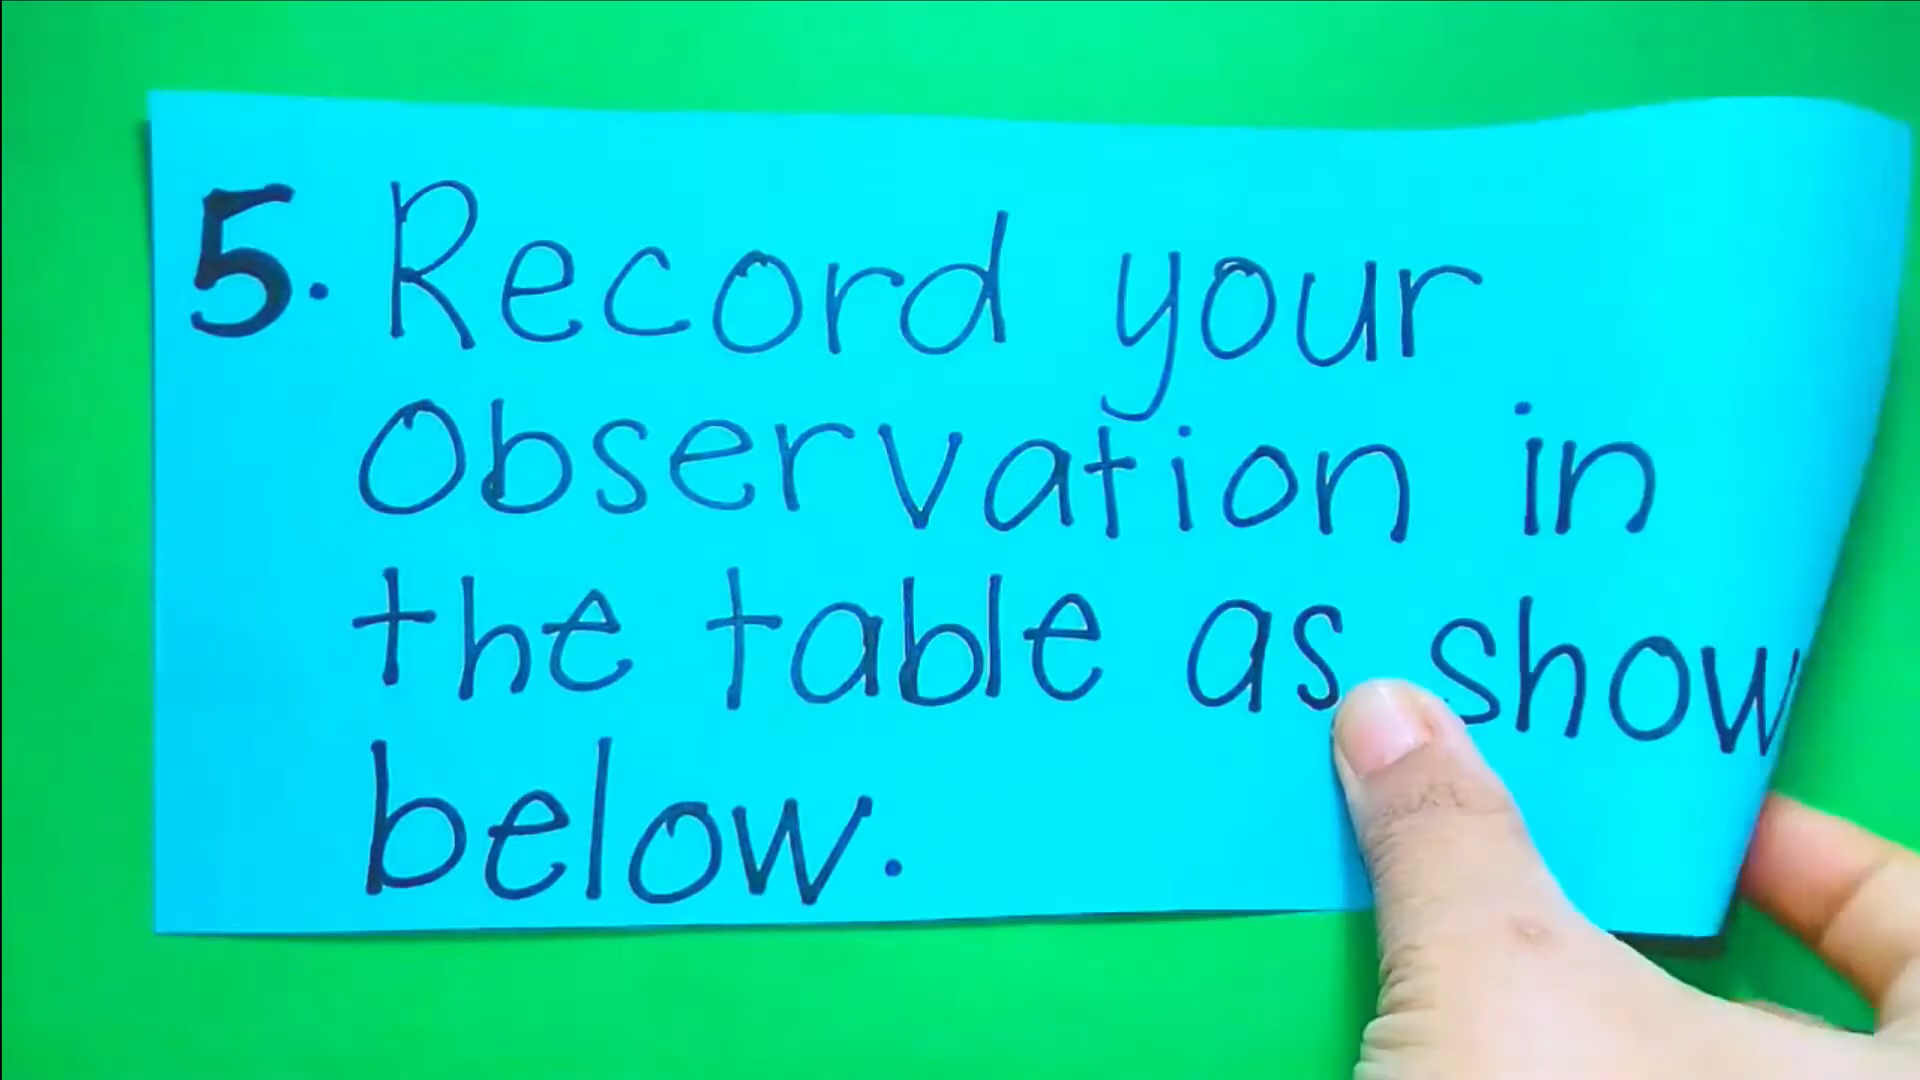 5. Record your
Observation in
the table as show
below.